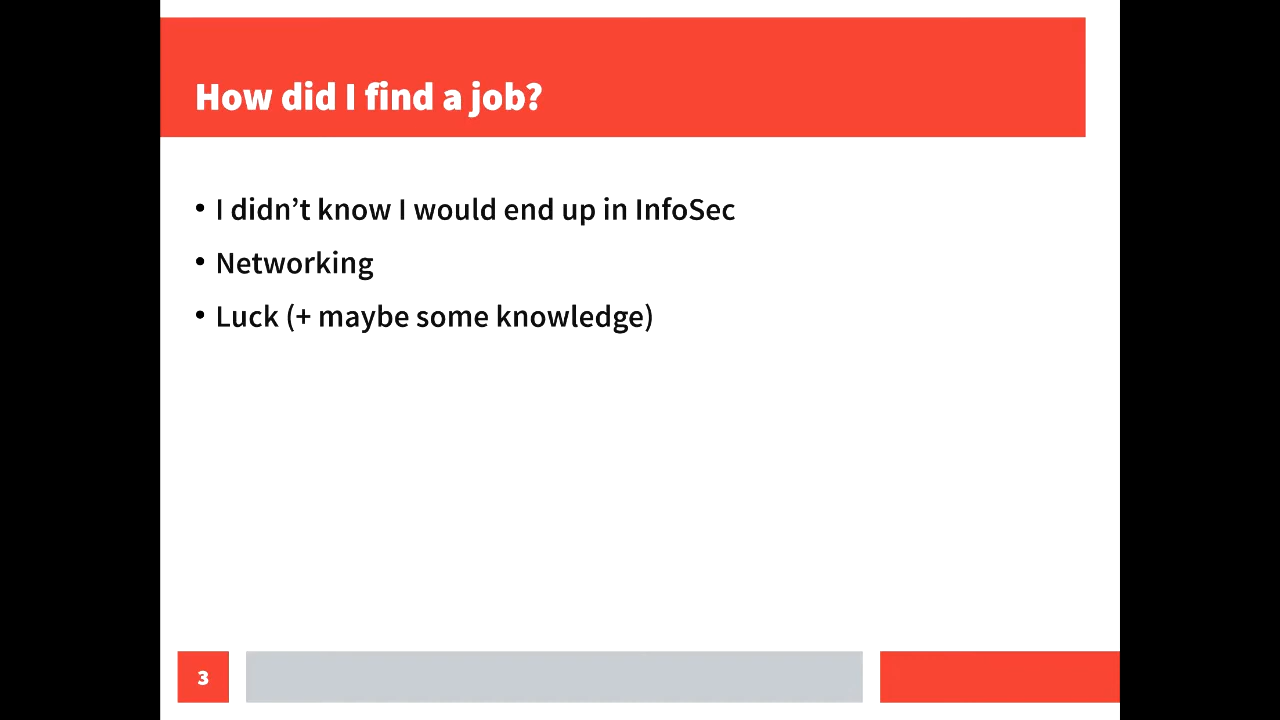 How did I find a job?
• I didn’t know I would end up in InfoSec
• Networking
• Luck (+ maybe some knowledge)
3